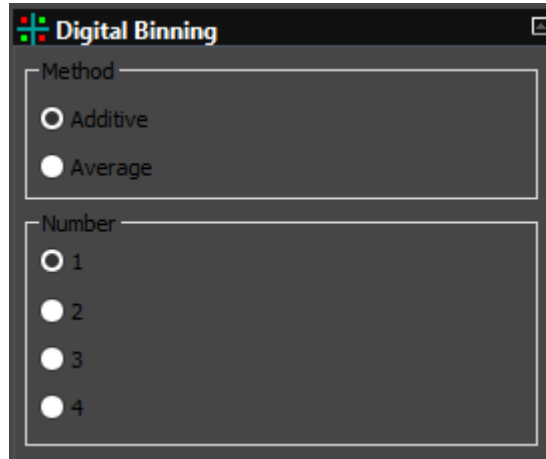 Digital Binning
Method
Additive
Average
Number
1
2
3
4